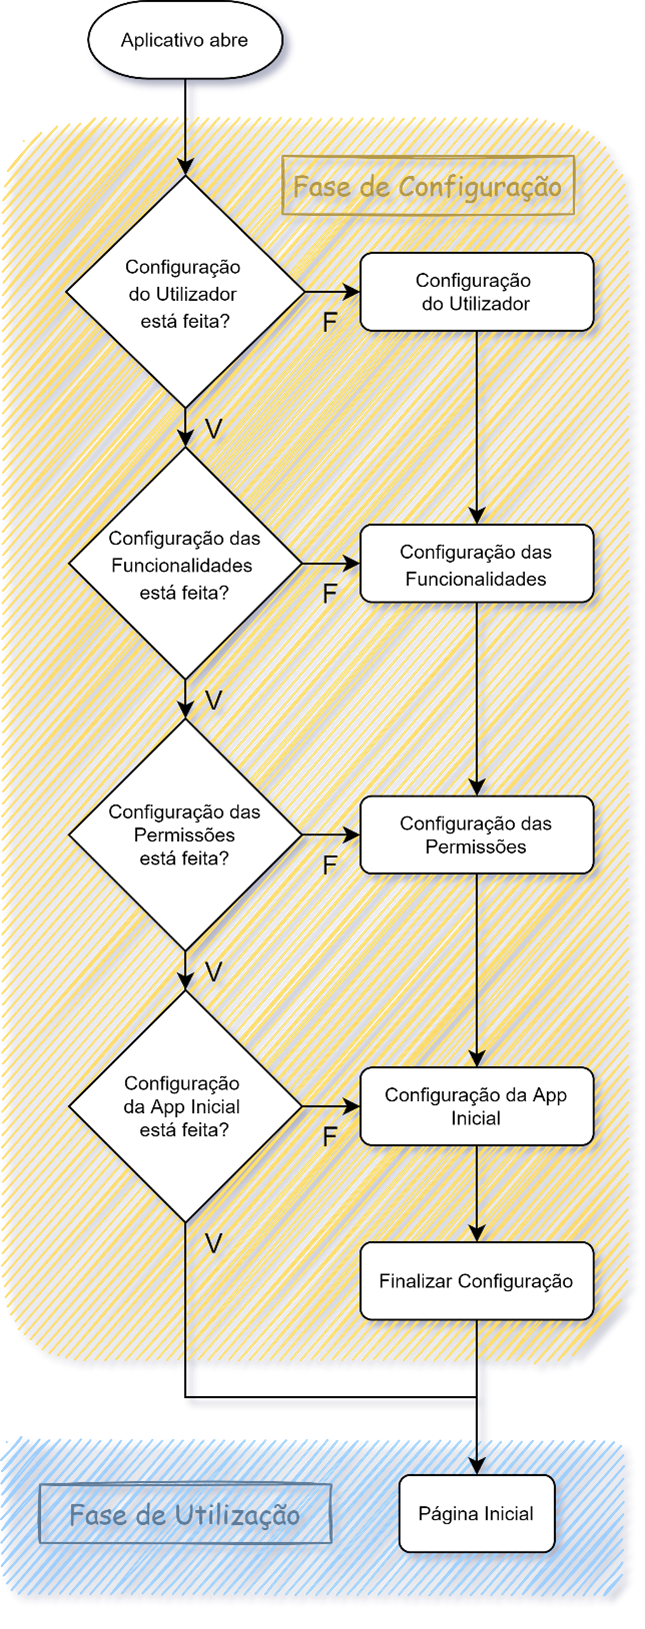 Aplicativo abre
Fase de Configuração
Configuração
do Utilizador
está feita?
F
Configuração
do Utilizador
V
Configuração das
Funcionalidades
está feita?
F
Configuração das
Funcionalidades
V
Configuração das
Permissões
está feita?
F
Configuração das
Permissões
V
Configuração
da App Inicial
está feita?
F
Configuração da App
Inicial
V
Finalizar Configuração
Fase de Utilização
Página Inicial